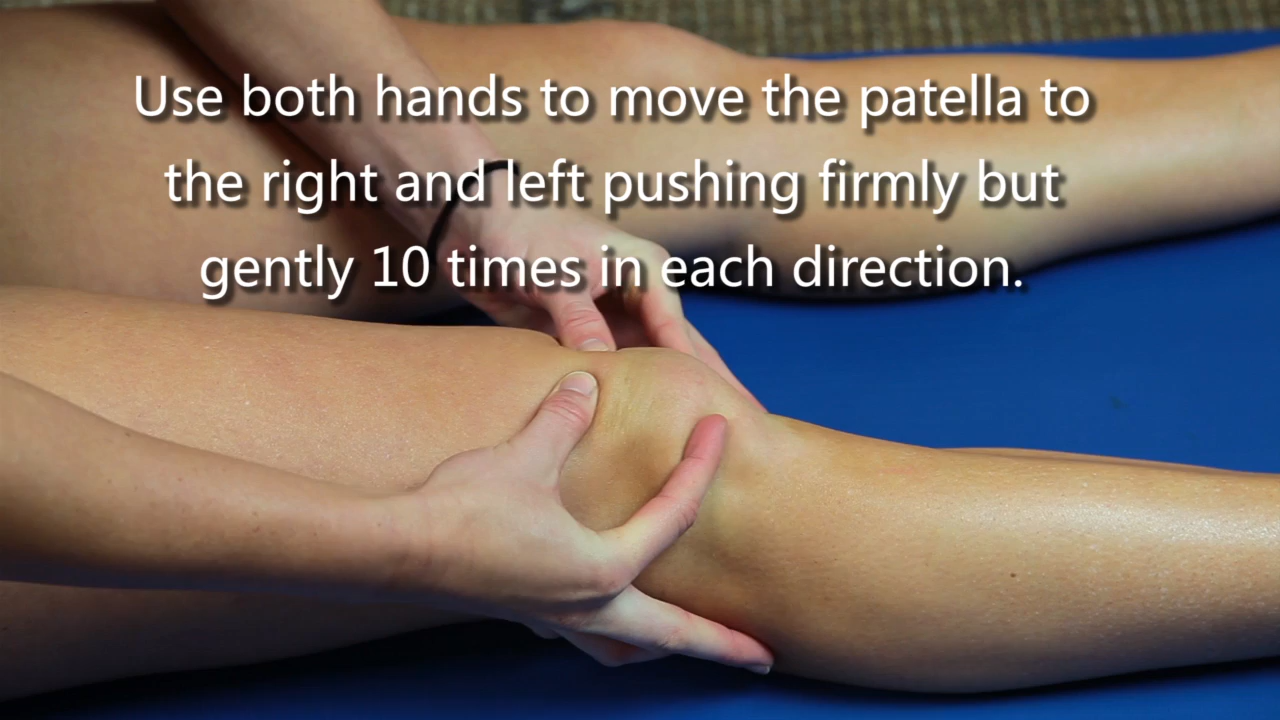 Use both hands to move the patella to
the right and left pushing firmly but
gently 10 times in each direction.